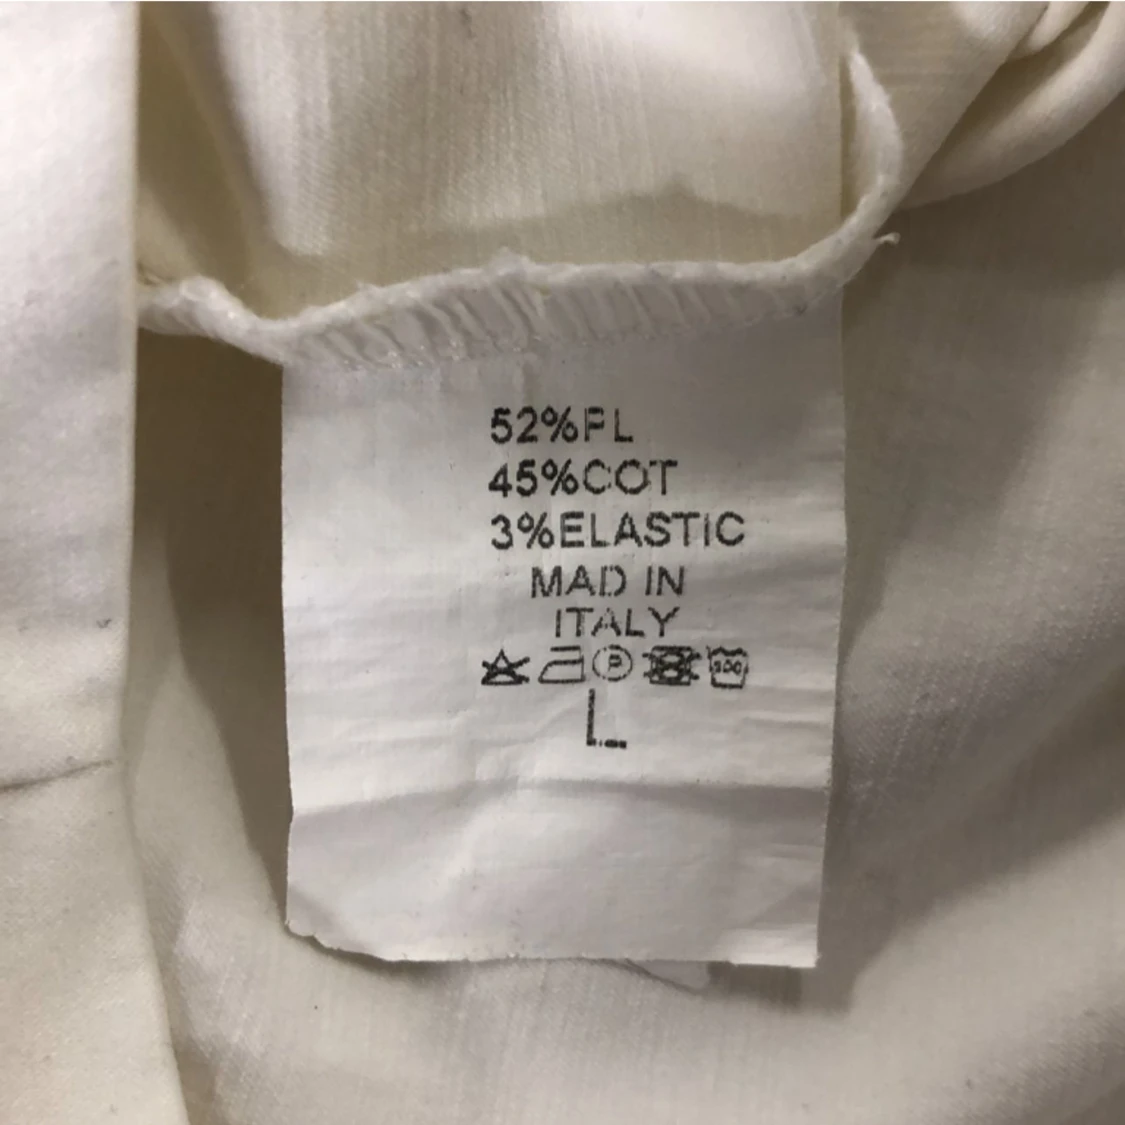 52%PL
45%COT
3%ELASTIC
MAD IN
ITALY
P
L